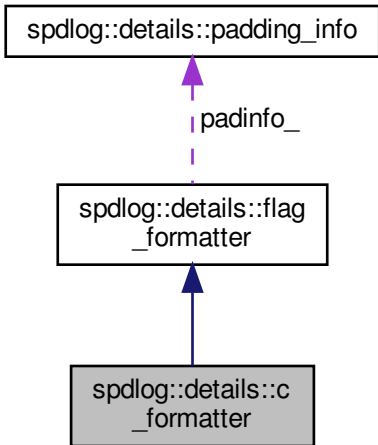 spdlog::details::padding_info
padinfo_
spdlog::details::flag
_formatter
spdlog::details::c
_formatter